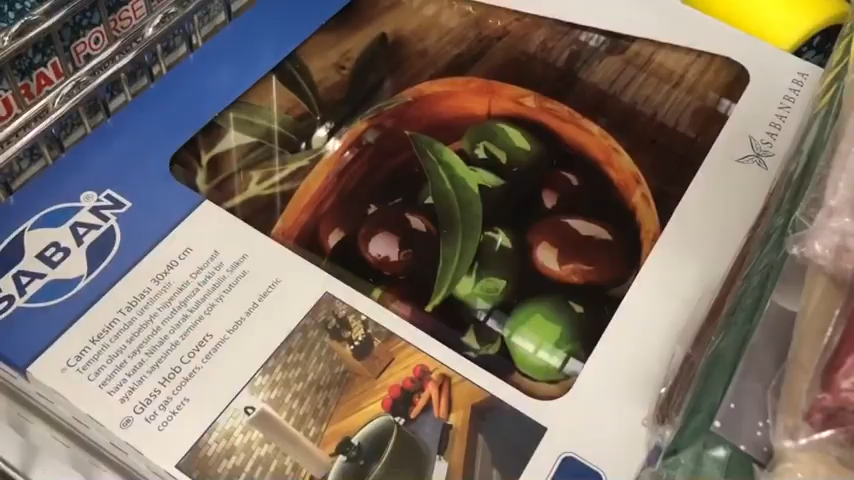 URAL PORSE
SABAN®
SABANBABA
Cam Kesim Tablası 30x40 cm
Temperli camdan üretilmiştir.
Cam oluşu sebebiyle hijyeniktir. Dekoratif
resimler sayesinde mutfağınıza farklı bir
hava katar. Nihale olarak kullanılabilir. Silikon
ayakları sayesinde zemine çok iyi tutunur.
Glass Hob Covers
for gas cookers, ceramic hobs and electric
cookers